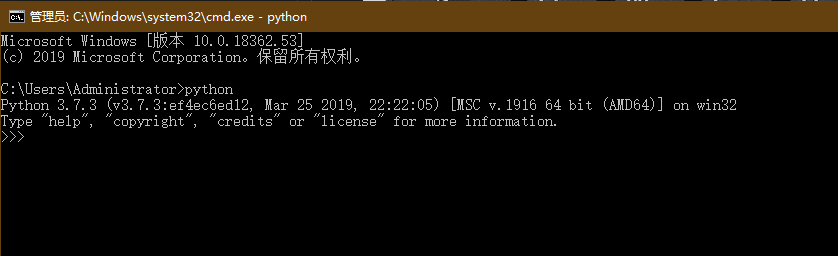 管理员: C:\Windows\system32\cmd.exe - python
Microsoft Windows [版本 10.0.18362.53]
(c) 2019 Microsoft Corporation。保留所有权利。
C:\Users\Administrator>python
Python 3.7.3 (v3.7.3:ef4ec6ed12, Mar 25 2019, 22:22:05) [MSC v.1916 64 bit (AMD64)] on win32
Type "help", "copyright", "credits" or "license" for more information.
>>>